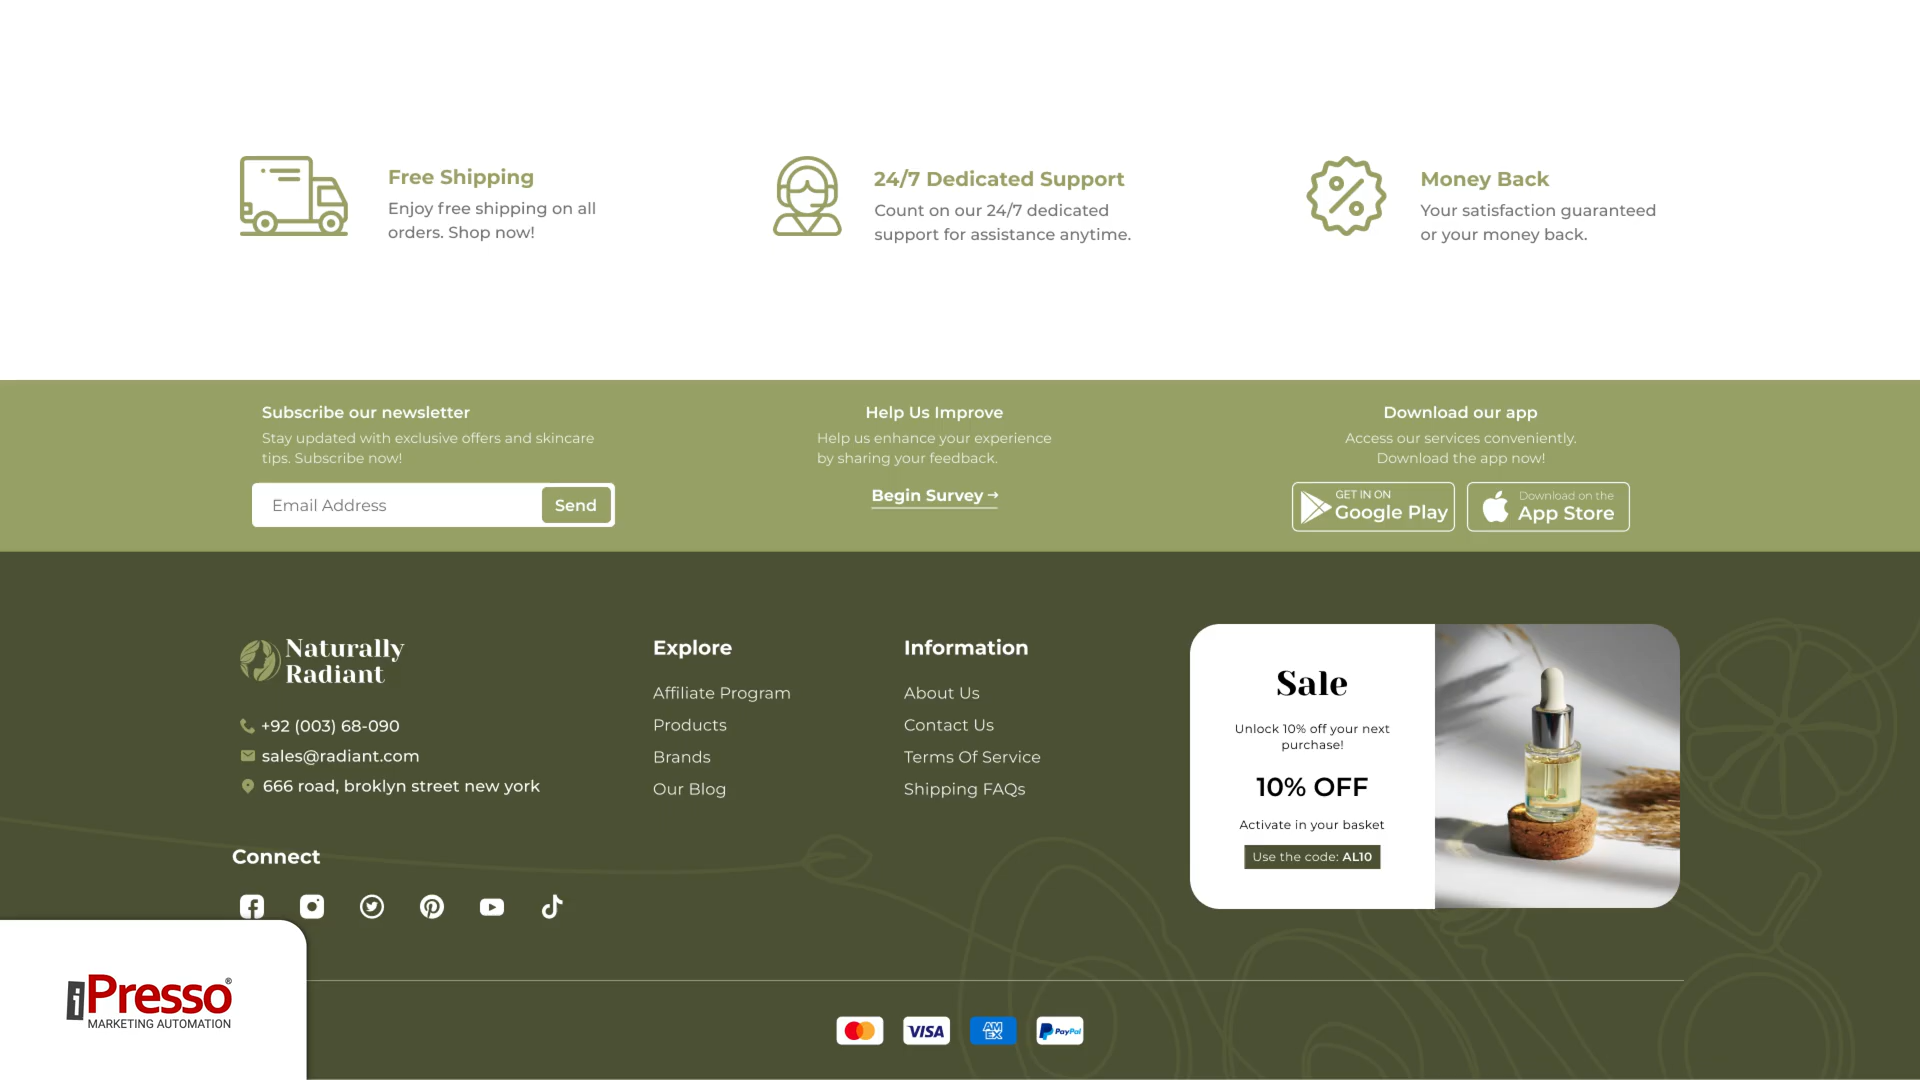 Free Shipping
Enjoy free shipping on all
orders. Shop now!
24/7 Dedicated Support
Count on our 24/7 dedicated
support for assistance anytime.
Money Back
Your satisfaction guaranteed
or your money back.
Subscribe our newsletter
Stay updated with exclusive offers and skincare
tips. Subscribe now!
Email Address
Send
Help Us Improve
Help us enhance your experience
by sharing your feedback.
Begin Survey →
Download our app
Access our services conveniently.
Download the app now!
GET IN ON
Google Play
Download on the
App Store
Naturally
Radiant
+92 (003) 68-090
sales@radiant.com
666 road, broklyn street new york
Connect
Explore
Affiliate Program
Products
Brands
Our Blog
Information
About Us
Contact Us
Terms Of Service
Shipping FAQs
Sale
Unlock 10% off your next
purchase!
10% OFF
Activate in your basket
Use the code: AL10
iPresso®
MARKETING AUTOMATION
VISA
AM
EX
PayPal